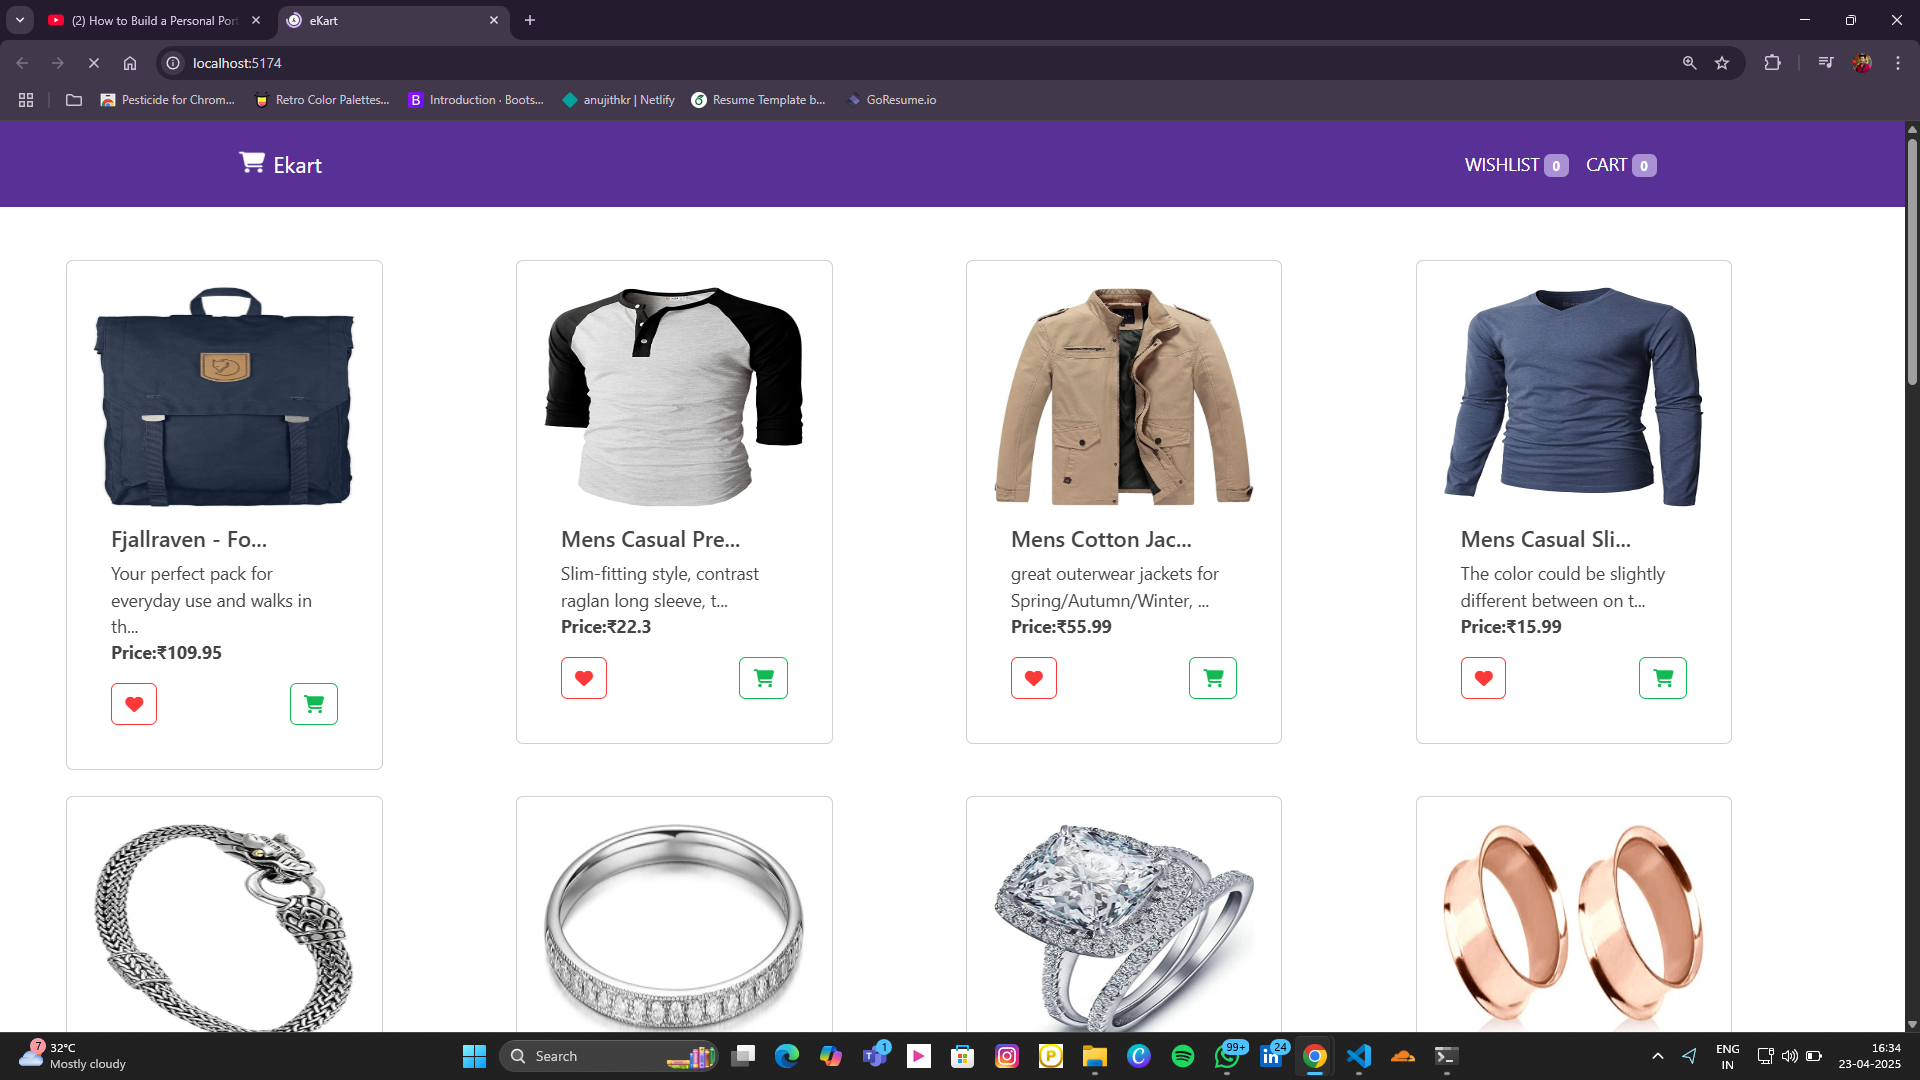 (2) How to Build a Personal Por
eKart
localhost:5174
Pesticide for Chrom...
Retro Color Palettes...
B Introduction · Boots...
anujithkr | Netlify
Resume Template b...
GoResume.io
Ekart
WISHLIST 0
CART 0
Fjallraven - Fo...
Your perfect pack for
everyday use and walks in
th...
Price:₹109.95
Mens Casual Pre...
Slim-fitting style, contrast
raglan long sleeve, t...
Price:₹22.3
Mens Cotton Jac...
great outerwear jackets for
Spring/Autumn/Winter, ...
Price:₹55.99
Mens Casual Sli...
The color could be slightly
different between on t...
Price:₹15.99
7
32°C
Mostly cloudy
Search
1
P
99+
in 24
ENG
IN
16:34
23-04-2025